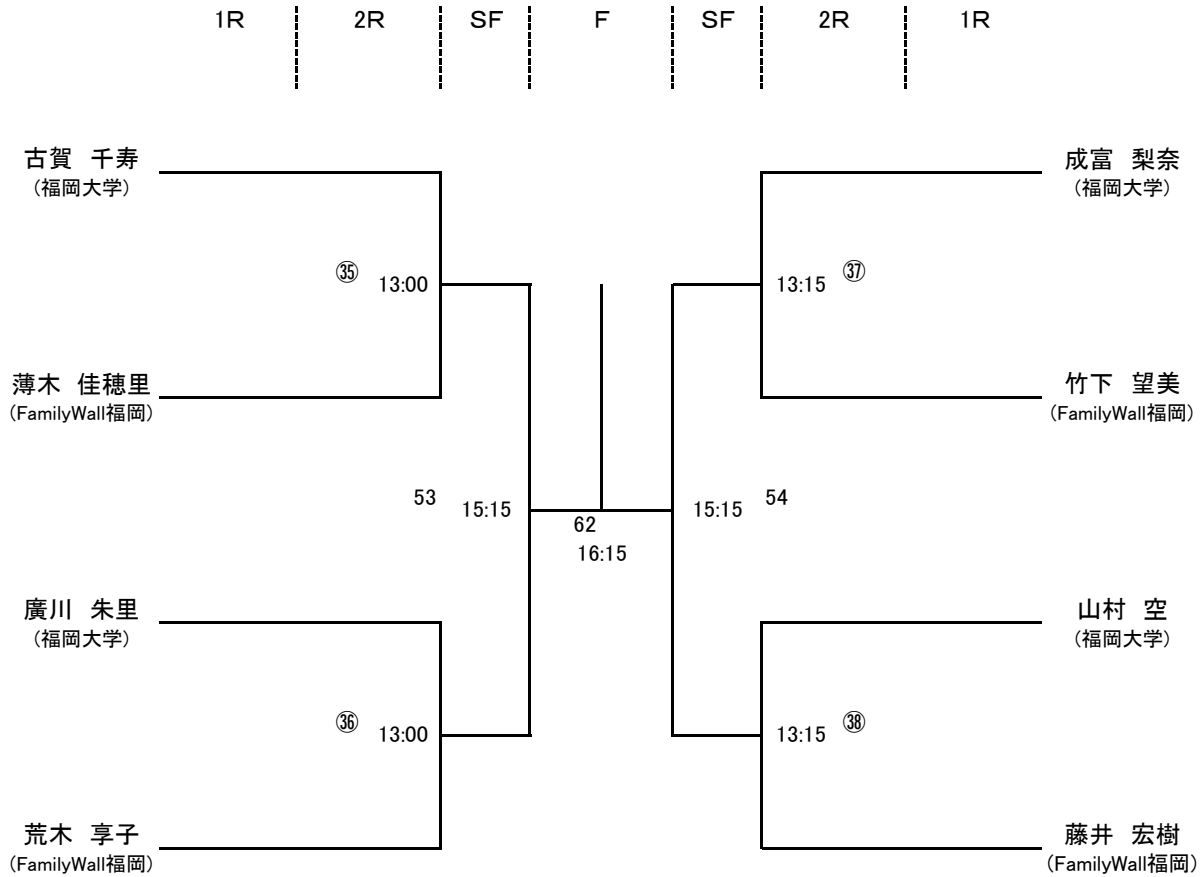 1R 2R SF F SF 2R 1R
古賀 千寿
(福岡大学)
成富 梨奈
(福岡大学)
㉟ 13:00
13:15 ㊲
薄木 佳穂里
(FamilyWall福岡)
竹下 望美
(FamilyWall福岡)
53 15:15
62
16:15
15:15 54
廣川 朱里
(福岡大学)
山村 空
(福岡大学)
㊱ 13:00
13:15 ㊳
荒木 享子
(FamilyWall福岡)
藤井 宏樹
(FamilyWall福岡)